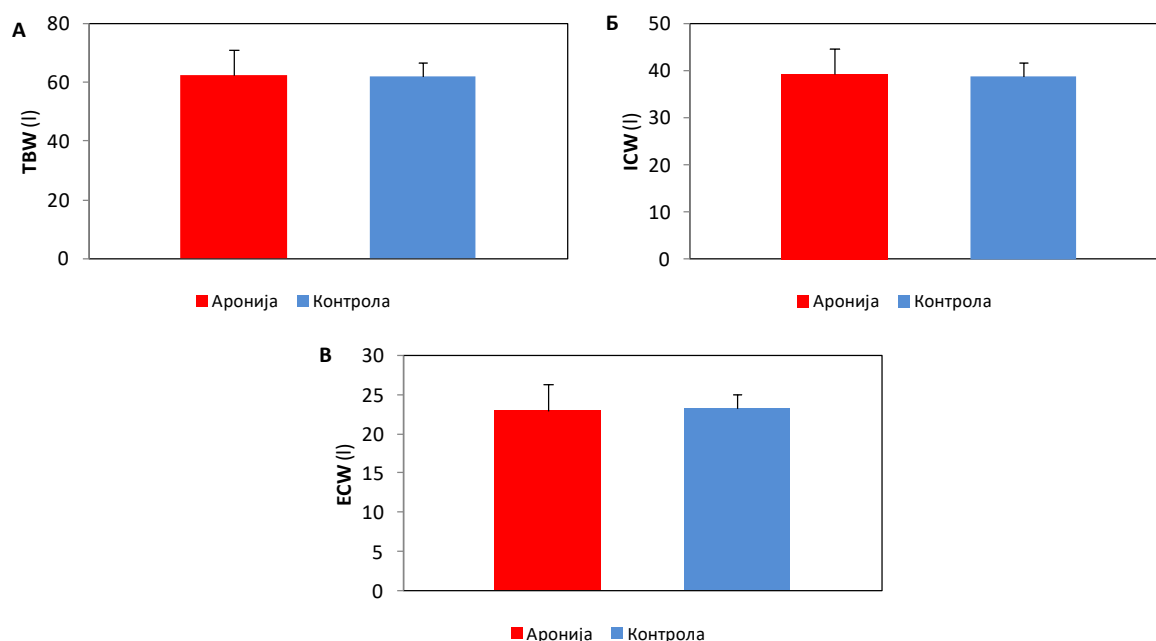 А
80
60
40
20
0
TBW (l)
Аронија Контрола
Б
50
40
30
20
10
0
ICW (l)
Аронија Контрола
В
30
25
20
15
10
5
0
ECW (l)
Аронија Контрола